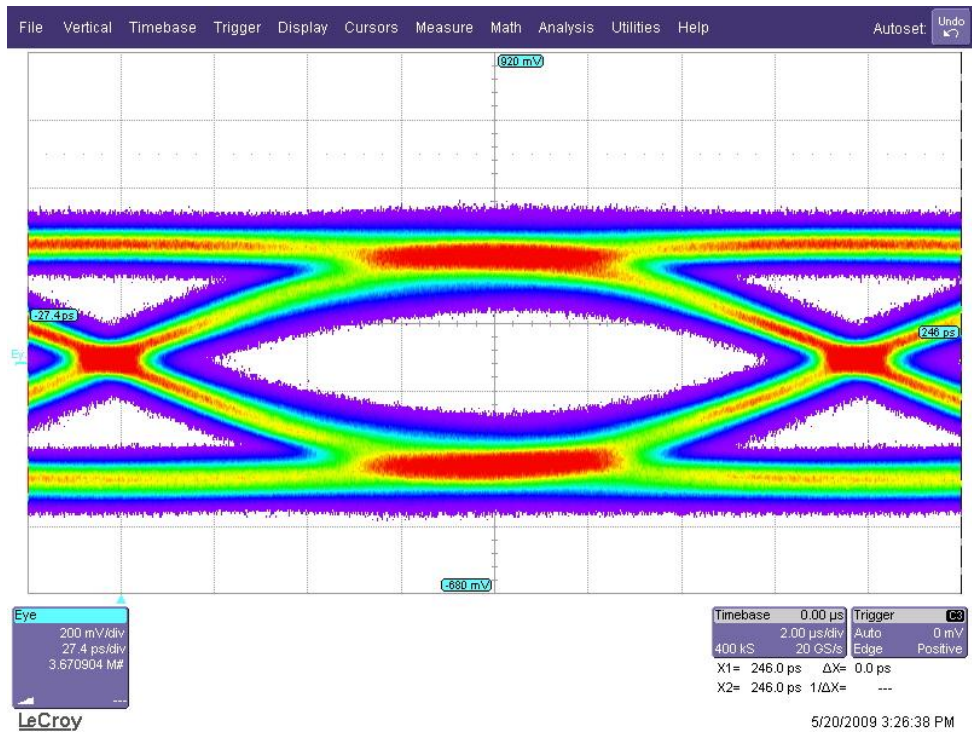 File Vertical Timebase Trigger Display Cursors Measure Math Analysis Utilities Help Autoset: Undo
920 mV
-27.4ps
246 ps
Ey
-680 mV
Eye
200 mV/div
27.4 ps/div
3.670904 M#
---
Timebase 0.00 µs
2.00 µs/div
400 kS 20 GS/s
Trigger C3
Auto 0 mV
Edge Positive
X1= 246.0 ps ΔX= 0.0 ps
X2= 246.0 ps 1/ΔX= ---
LeCroy
5/20/2009 3:26:38 PM